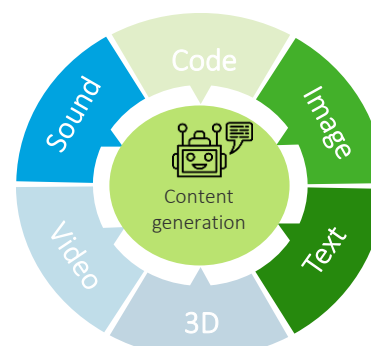 Code
Image
Text
3D
Video
Sound
Content
generation